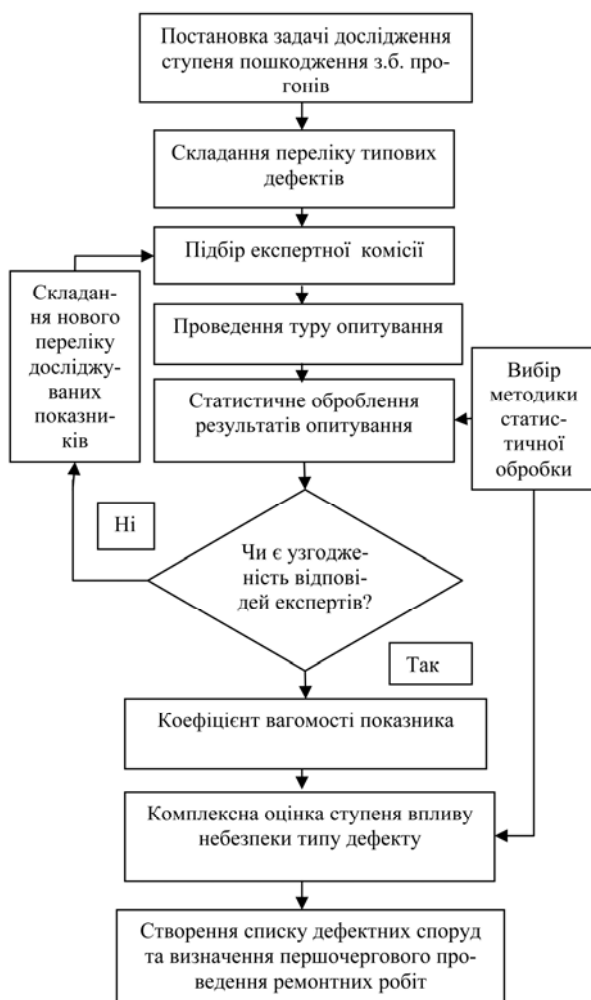 Постановка задачі дослідження
ступеня пошкодження з.б. про-
гонів
Складання переліку типових
дефектів
Підбір експертної комісії
Складан-
ня нового
переліку
досліджу-
ваних
показни-
ків
Проведення туру опитування
Статистичне оброблення
результатів опитування
Вибір
методики
статис-
тичної
обробки
Ні
Чи є узгодже-
ність відпові-
дей експертів?
Так
Коефіцієнт вагомості показника
Комплексна оцінка ступеня впливу
небезпеки типу дефекту
Створення списку дефектних споруд
та визначення першочергового про-
ведення ремонтних робіт